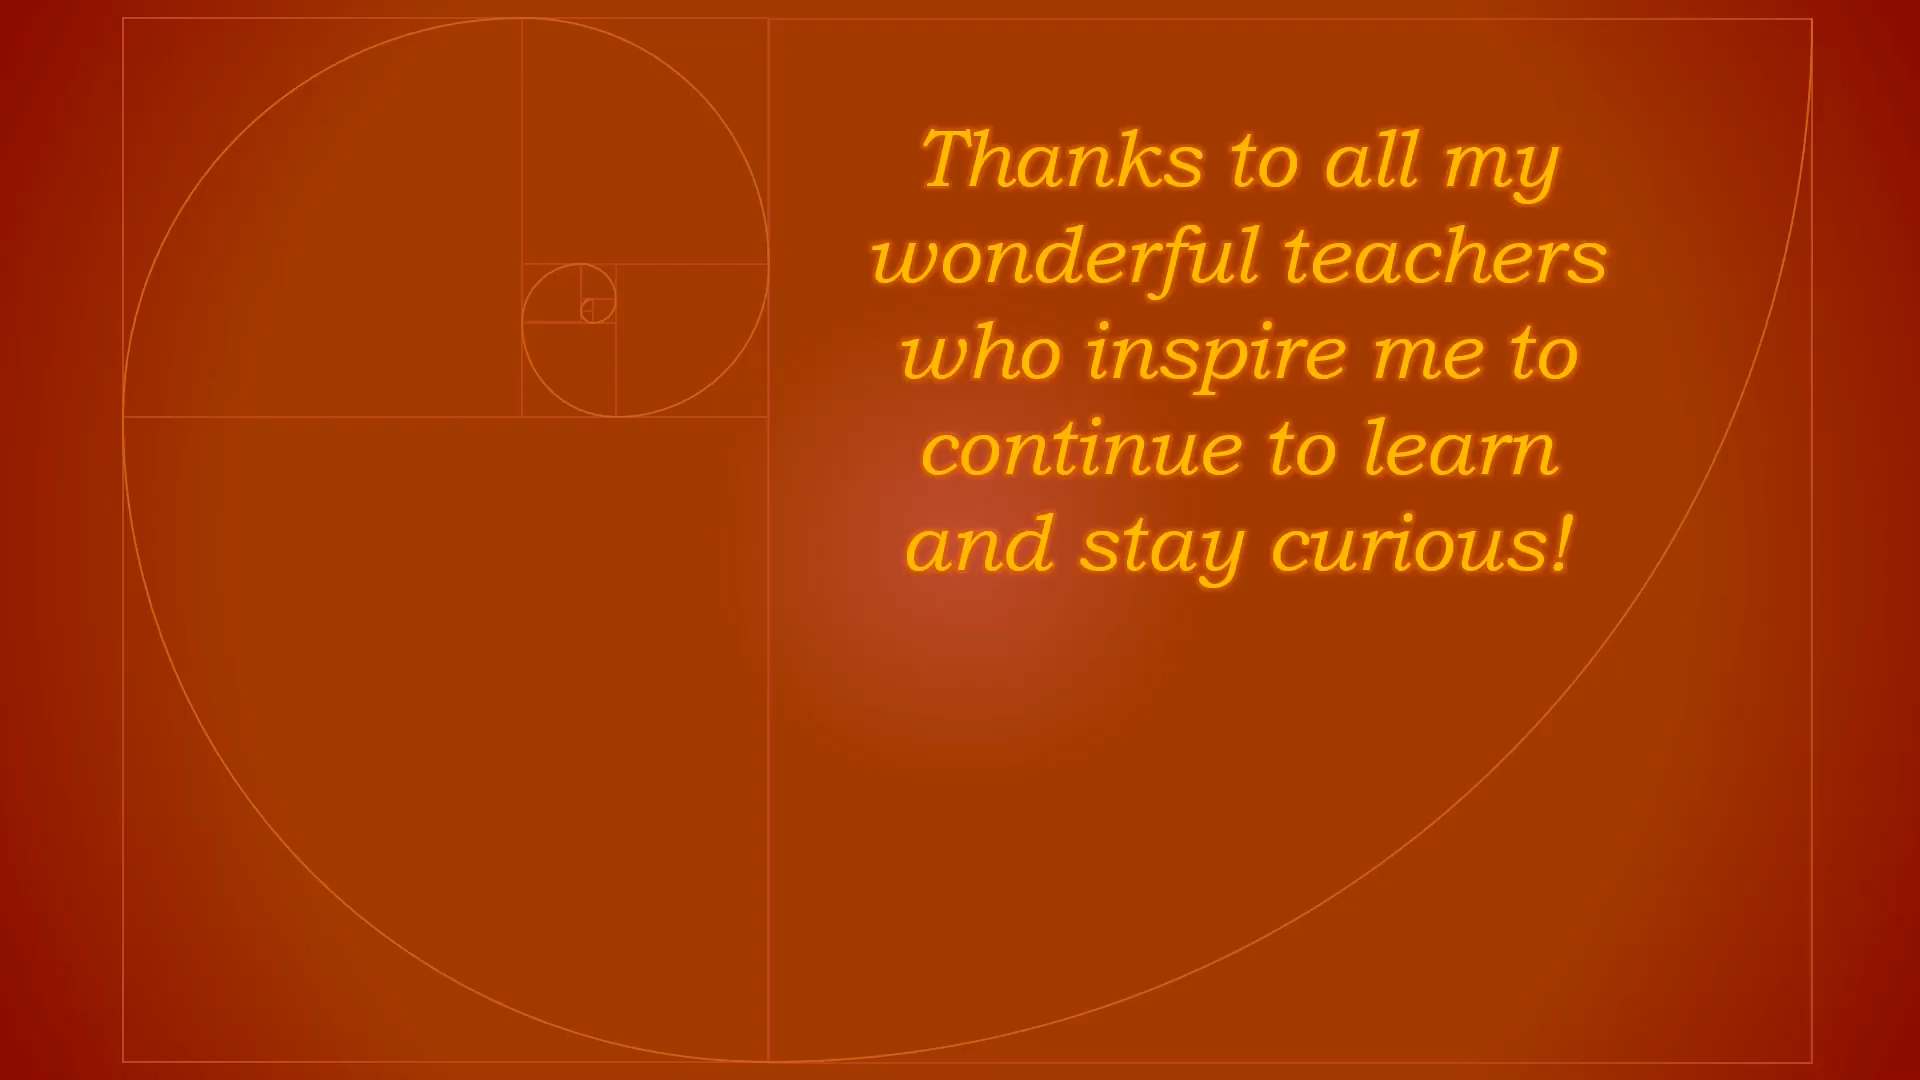 Thanks to all my
wonderful teachers
who inspire me to
continue to learn
and stay curious!